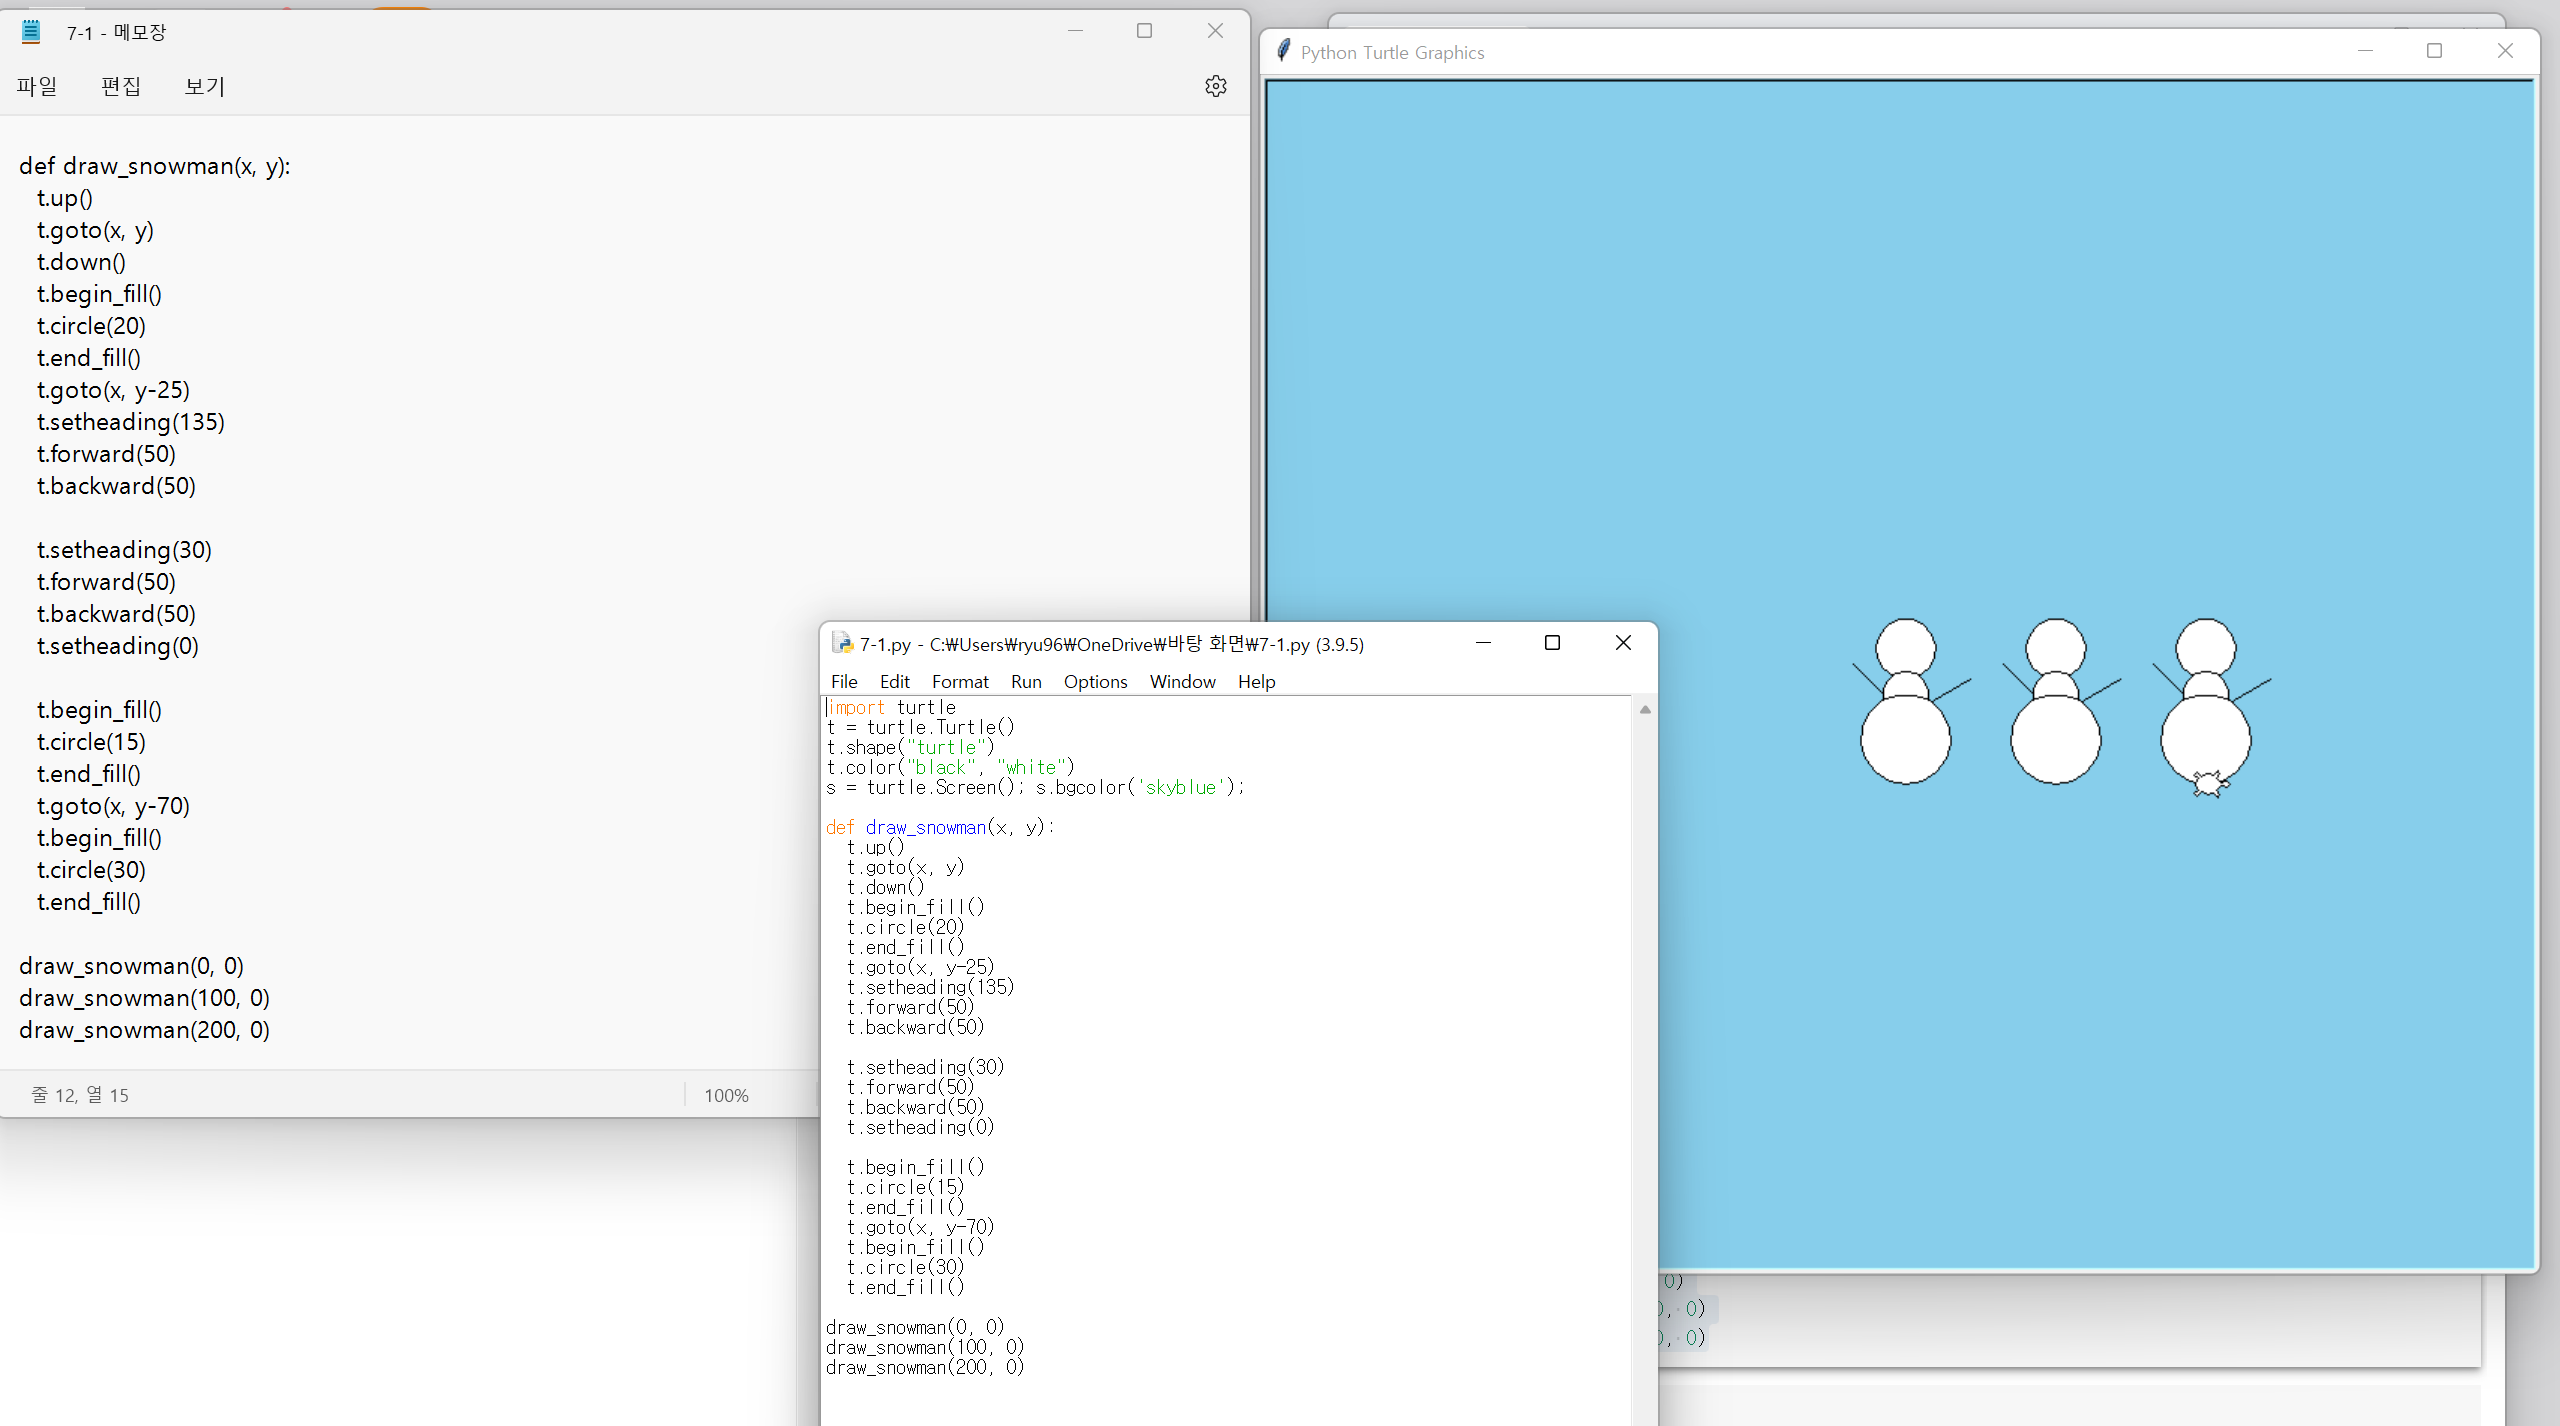 7-1 - 메모장
파일 편집 보기
def draw_snowman(x, y):
t.up()
t.goto(x, y)
t.down()
t.begin_fill()
t.circle(20)
t.end_fill()
t.goto(x, y-25)
t.setheading(135)
t.forward(50)
t.backward(50)
t.setheading(30)
t.forward(50)
t.backward(50)
t.setheading(0)
t.begin_fill()
t.circle(15)
t.end_fill()
t.goto(x, y-70)
t.begin_fill()
t.circle(30)
t.end_fill()
draw_snowman(0, 0)
draw_snowman(100, 0)
draw_snowman(200, 0)
줄 12, 열 15
100%
Python Turtle Graphics
7-1.py - C:₩Users₩ryu96₩OneDrive₩바탕 화면₩7-1.py (3.9.5)
File Edit Format Run Options Window Help
import turtle
t = turtle.Turtle()
t.shape("turtle")
t.color("black", "white")
s = turtle.Screen(); s.bgcolor('skyblue');
def draw_snowman(x, y):
t.up()
t.goto(x, y)
t.down()
t.begin_fill()
t.circle(20)
t.end_fill()
t.goto(x, y-25)
t.setheading(135)
t.forward(50)
t.backward(50)
t.setheading(30)
t.forward(50)
t.backward(50)
t.setheading(0)
t.begin_fill()
t.circle(15)
t.end_fill()
t.goto(x, y-70)
t.begin_fill()
t.circle(30)
t.end_fill()
draw_snowman(0, 0)
draw_snowman(100, 0)
draw_snowman(200, 0)
0)
0, 0)
0, 0)